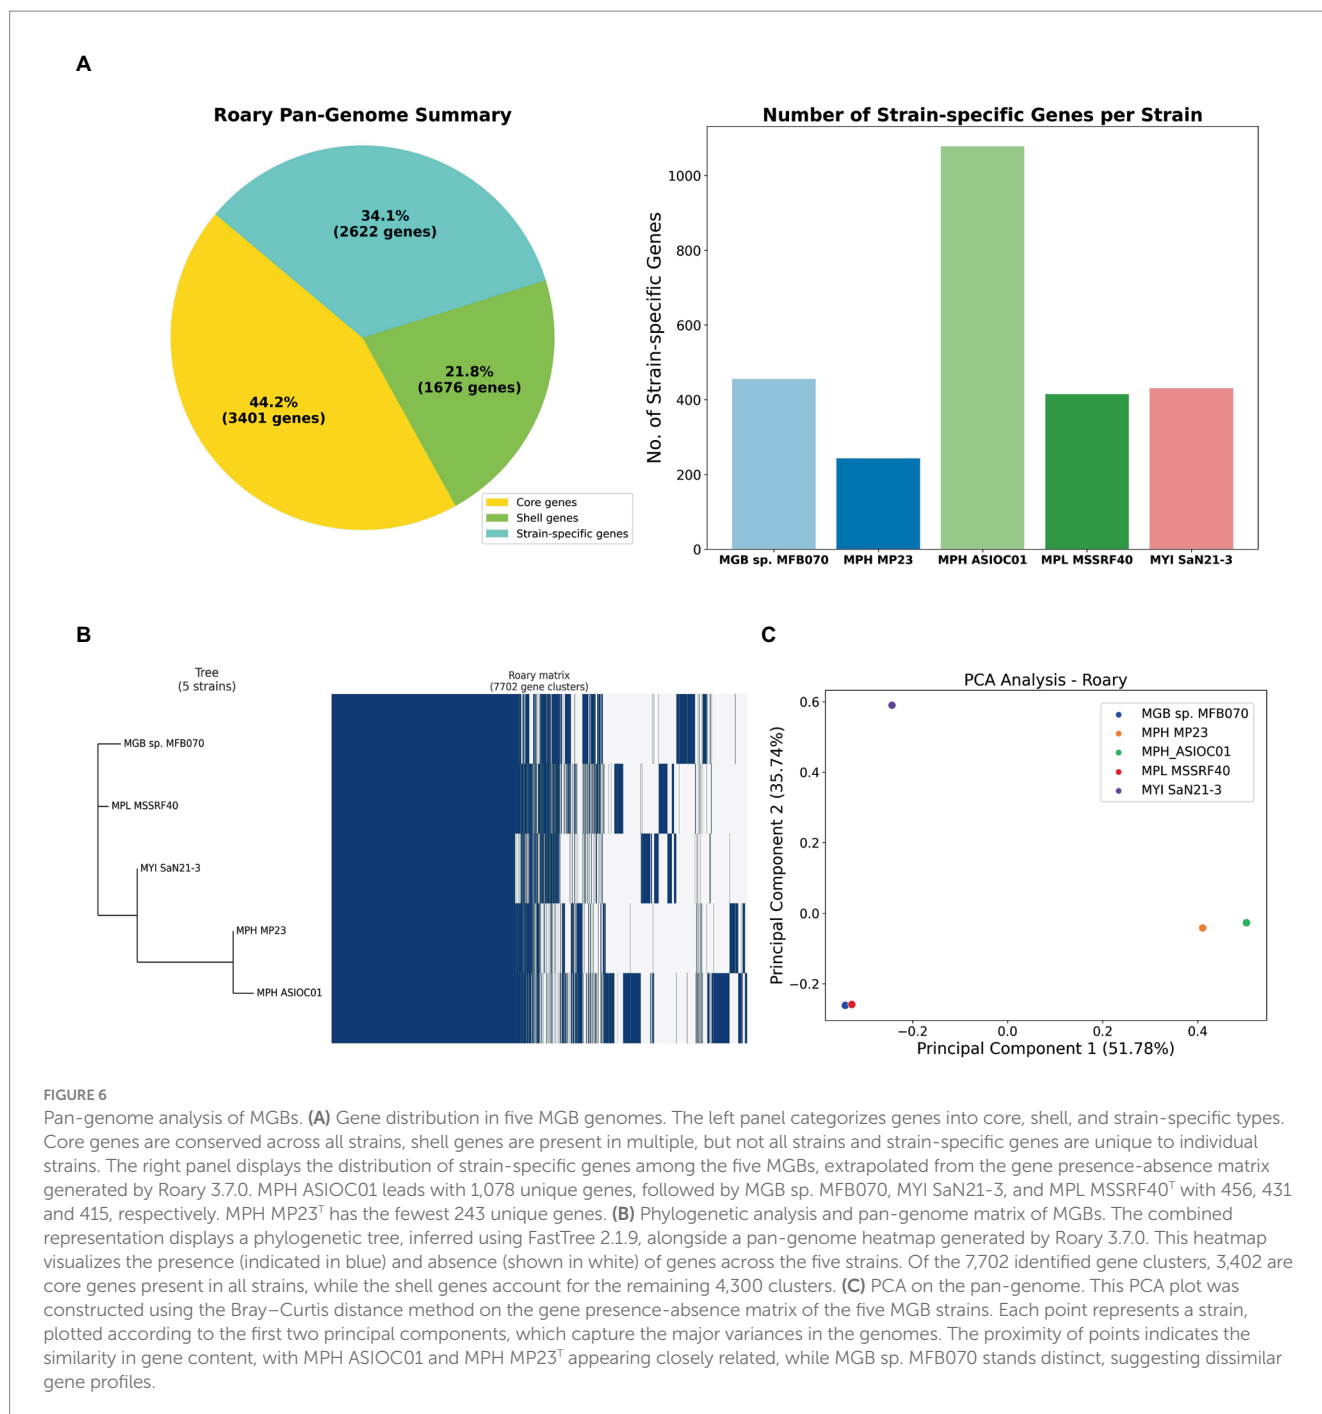 A
Roary Pan-Genome Summary
34.1%
(2622 genes)
21.8%
(1676 genes)
44.2%
(3401 genes)
Core genes
Shell genes
Strain-specific genes
Number of Strain-specific Genes per Strain
No. of Strain-specific Genes
1000
800
600
400
200
0
MGB sp. MFB070
MPH MP23
MPH ASIOC01
MPL MSSRF40
MYI SaN21-3
B
Tree
(5 strains)
Roary matrix
(7702 gene clusters)
MGB sp. MFB070
MPL MSSRF40
MYI SaN21-3
MPH MP23
MPH ASIOC01
C
PCA Analysis - Roary
Principal Component 2 (35.74%)
0.6
0.4
0.2
0.0
−0.2
MGB sp. MFB070
MPH MP23
MPH_ASIOC01
MPL MSSRF40
MYI SaN21-3
−0.2
0.0
0.2
0.4
Principal Component 1 (51.78%)
FIGURE 6
Pan-genome analysis of MGBs. (A) Gene distribution in five MGB genomes. The left panel categorizes genes into core, shell, and strain-specific types.
Core genes are conserved across all strains, shell genes are present in multiple, but not all strains and strain-specific genes are unique to individual
strains. The right panel displays the distribution of strain-specific genes among the five MGBs, extrapolated from the gene presence-absence matrix
generated by Roary 3.7.0. MPH ASIOC01 leads with 1,078 unique genes, followed by MGB sp. MFB070, MYI SaN21-3, and MPL MSSRF40ᵀ with 456, 431
and 415, respectively. MPH MP23ᵀ has the fewest 243 unique genes. (B) Phylogenetic analysis and pan-genome matrix of MGBs. The combined
representation displays a phylogenetic tree, inferred using FastTree 2.1.9, alongside a pan-genome heatmap generated by Roary 3.7.0. This heatmap
visualizes the presence (indicated in blue) and absence (shown in white) of genes across the five strains. Of the 7,702 identified gene clusters, 3,402 are
core genes present in all strains, while the shell genes account for the remaining 4,300 clusters. (C) PCA on the pan-genome. This PCA plot was
constructed using the Bray–Curtis distance method on the gene presence-absence matrix of the five MGB strains. Each point represents a strain,
plotted according to the first two principal components, which capture the major variances in the genomes. The proximity of points indicates the
similarity in gene content, with MPH ASIOC01 and MPH MP23ᵀ appearing closely related, while MGB sp. MFB070 stands distinct, suggesting dissimilar
gene profiles.